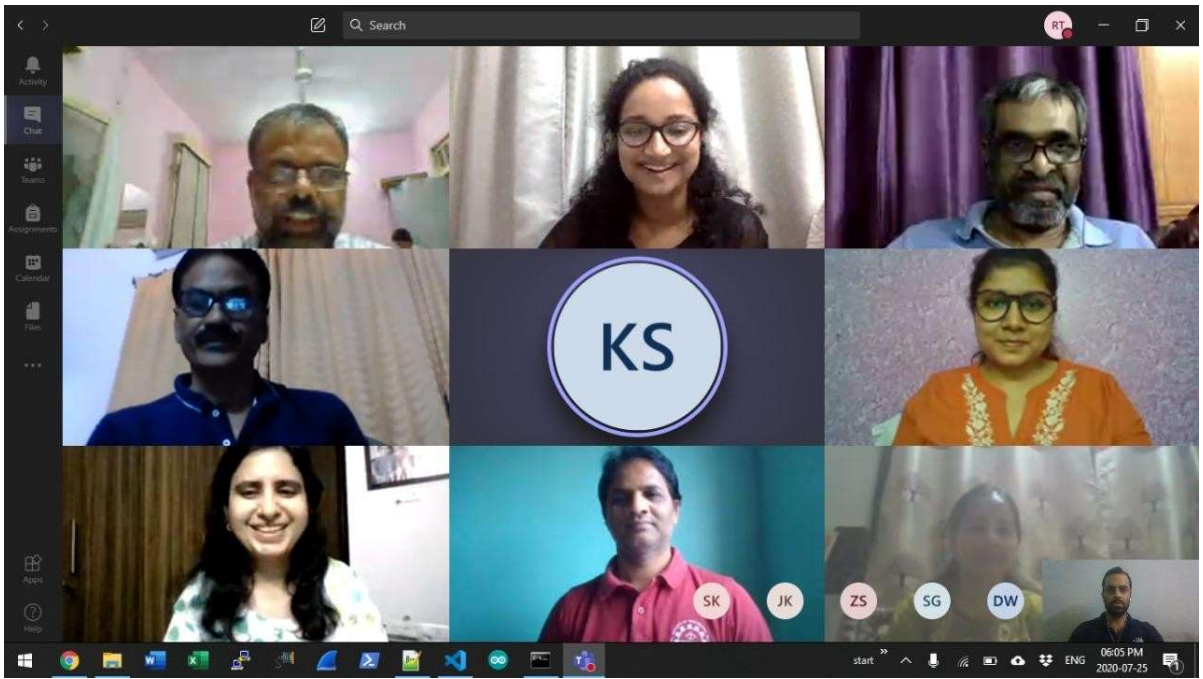 Search
RT
Activity
Chat
Teams
Assignments
Calendar
Files
KS
SK
JK
ZS
SG
DW
Apps
Help
start
ENG
06:05 PM
2020-07-25
1